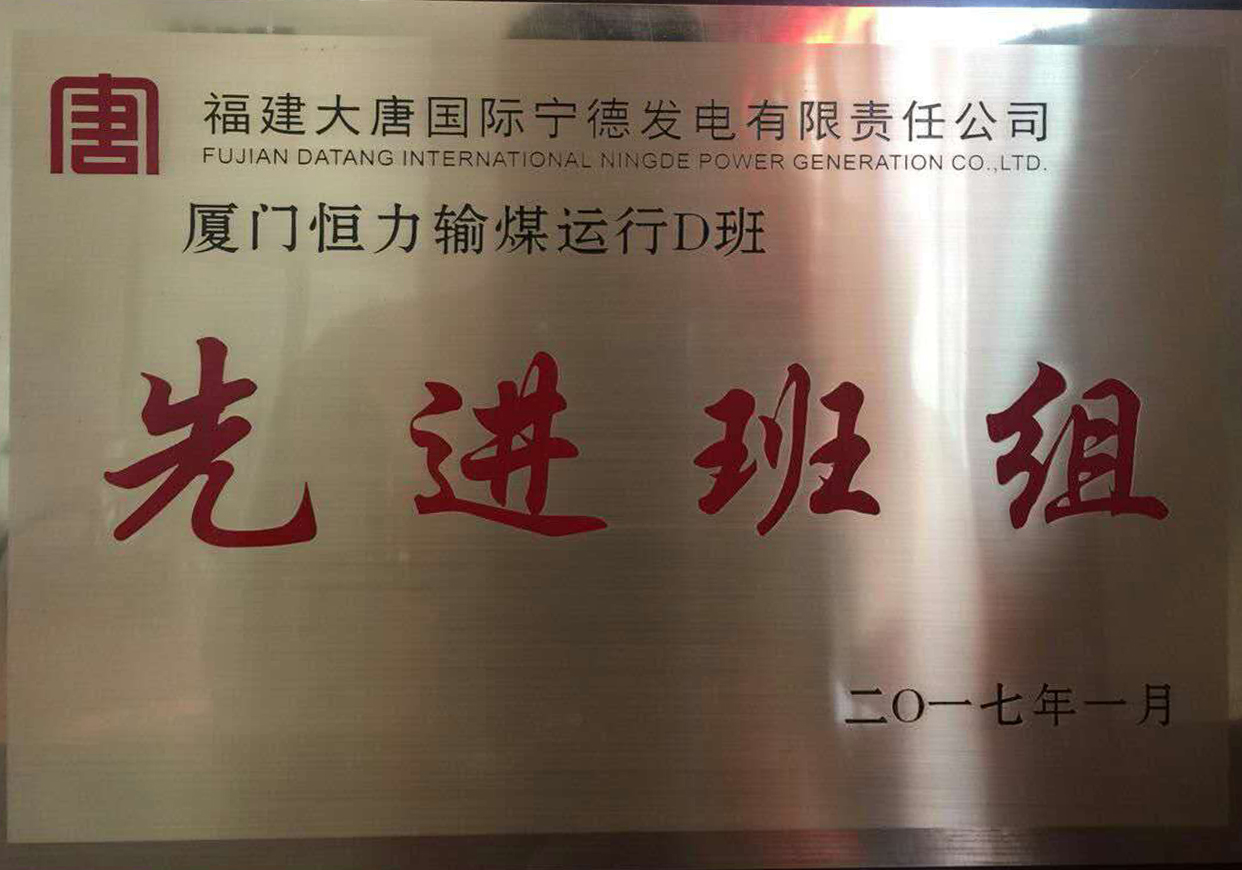 唐
福建大唐国际宁德发电有限责任公司
FUJIAN DATANG INTERNATIONAL NINGDE POWER GENERATION CO.,LTD.
厦门恒力输煤运行D班
先进班组
二〇一七年一月